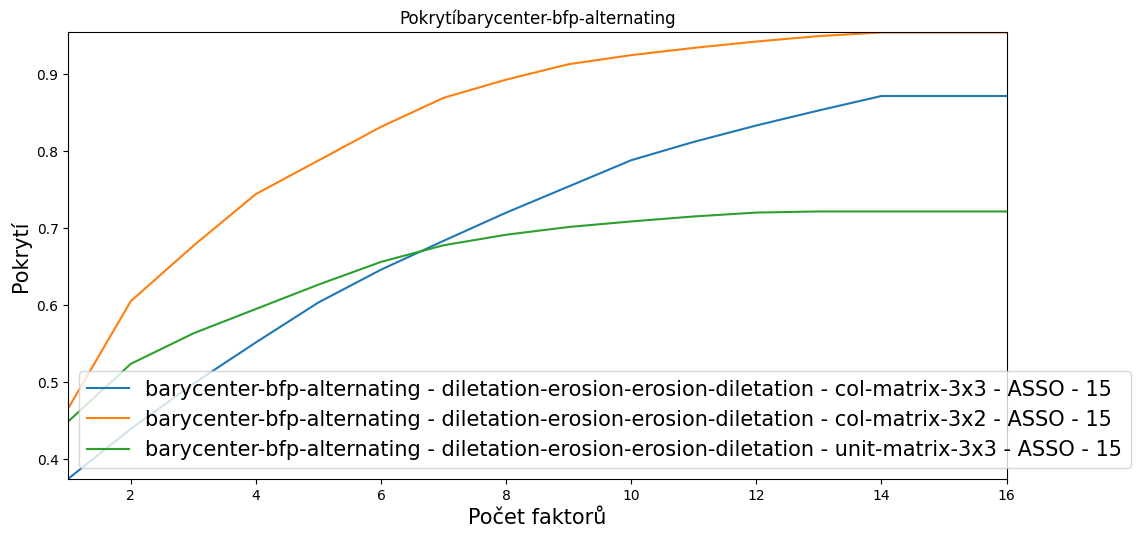 Pokrytíbarycenter-bfp-alternating
0.9
0.8
0.7
0.6
0.5
0.4
Pokrytí
barycenter-bfp-alternating - diletation-erosion-erosion-diletation - col-matrix-3x3 - ASSO - 15
barycenter-bfp-alternating - diletation-erosion-erosion-diletation - col-matrix-3x2 - ASSO - 15
barycenter-bfp-alternating - diletation-erosion-erosion-diletation - unit-matrix-3x3 - ASSO - 15
2 4 6 8 10 12 14 16
Počet faktorů